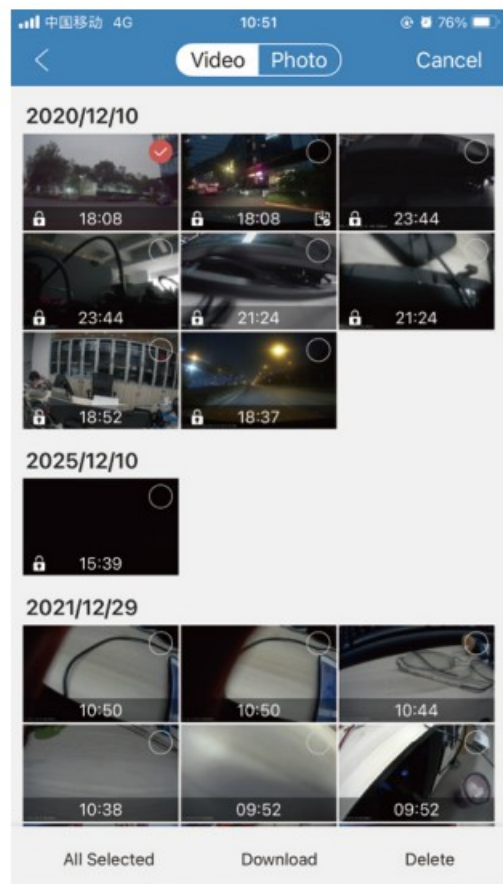 中国移动 4G 10:51 76%
Video Photo Cancel
2020/12/10
18:08 18:08 23:44
23:44 21:24 21:24
18:52 18:37
2025/12/10
15:39
2021/12/29
10:50 10:50 10:44
10:38 09:52 09:52
All Selected Download Delete